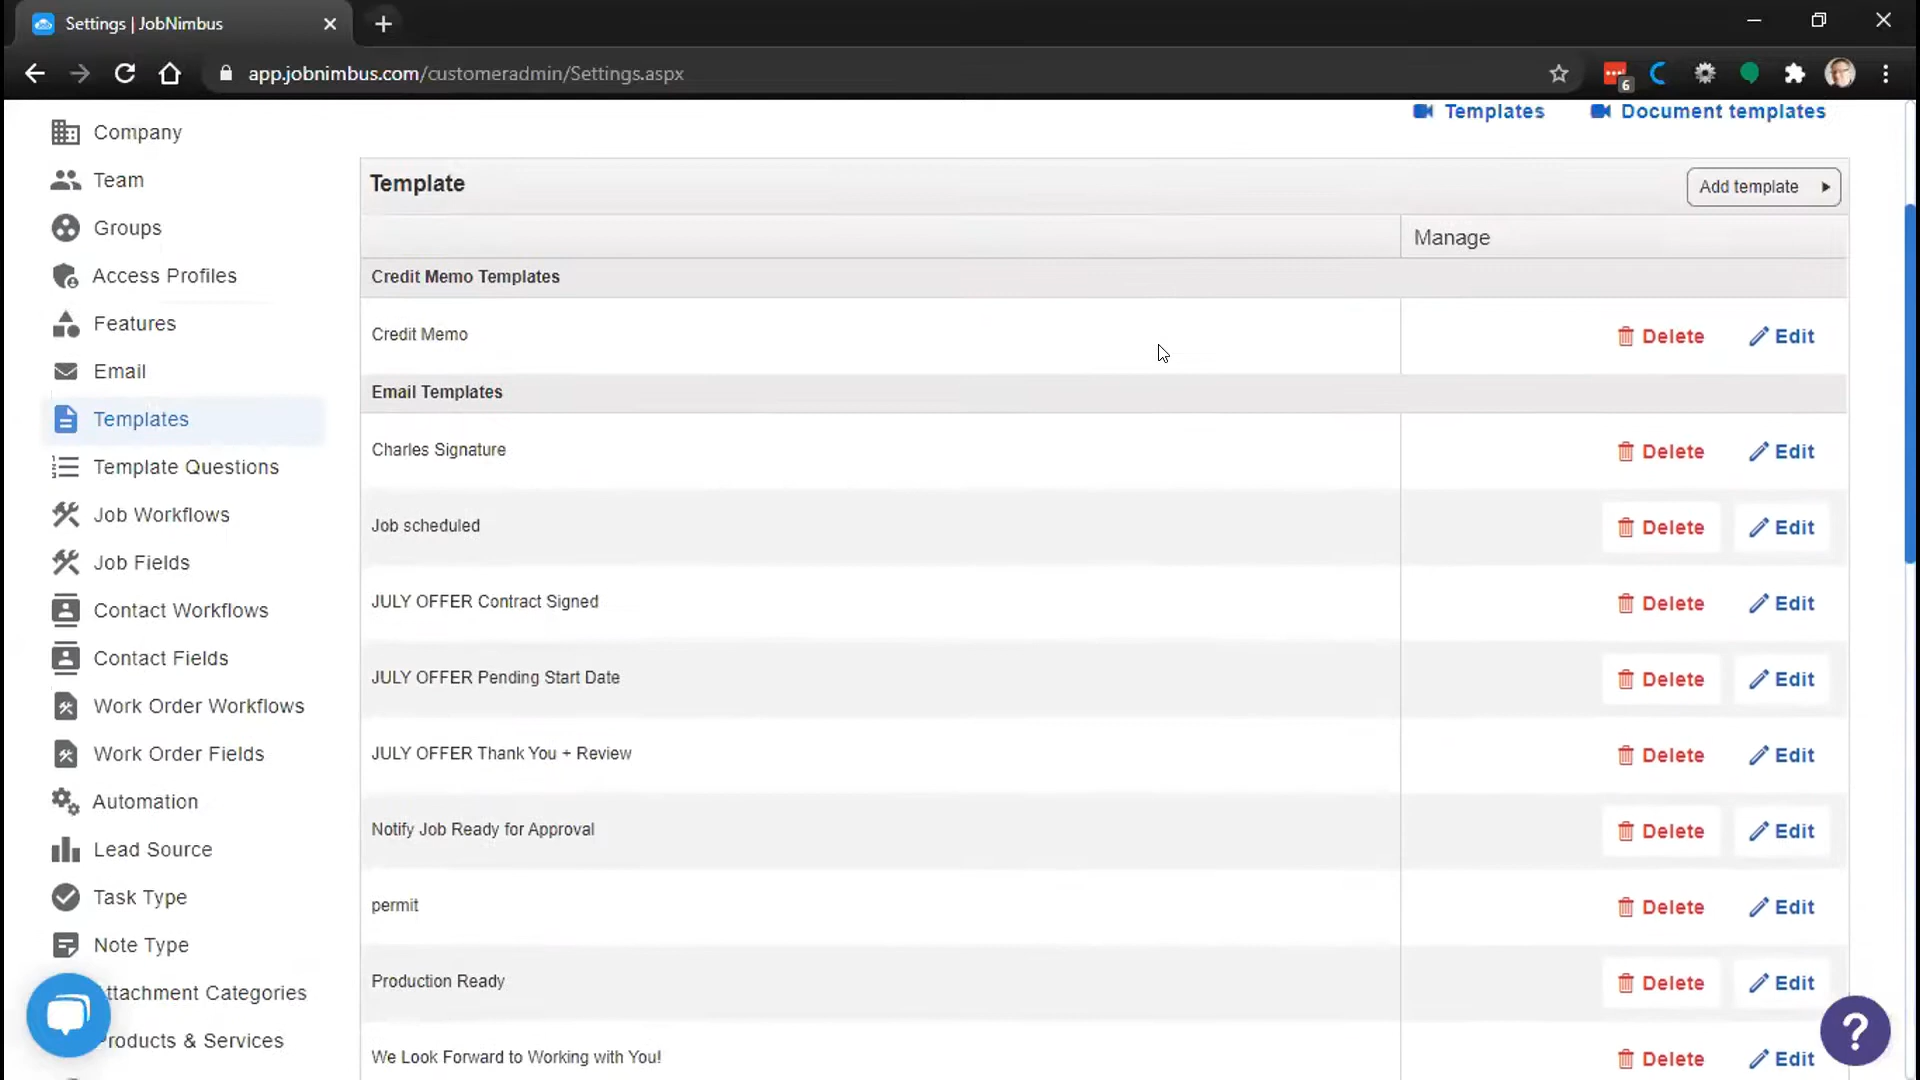 Settings | JobNimbus
app.jobnimbus.com/customeradmin/Settings.aspx
6
Templates
Document templates
Company
Team
Groups
Access Profiles
Features
Email
Templates
Template Questions
Job Workflows
Job Fields
Contact Workflows
Contact Fields
Work Order Workflows
Work Order Fields
Automation
Lead Source
Task Type
Note Type
ttachment Categories
roducts & Services
Template
Add template
Manage
Credit Memo Templates
Credit Memo
Delete
Edit
Email Templates
Charles Signature
Delete
Edit
Job scheduled
Delete
Edit
JULY OFFER Contract Signed
Delete
Edit
JULY OFFER Pending Start Date
Delete
Edit
JULY OFFER Thank You + Review
Delete
Edit
Notify Job Ready for Approval
Delete
Edit
permit
Delete
Edit
Production Ready
Delete
Edit
We Look Forward to Working with You!
Delete
Edit
?